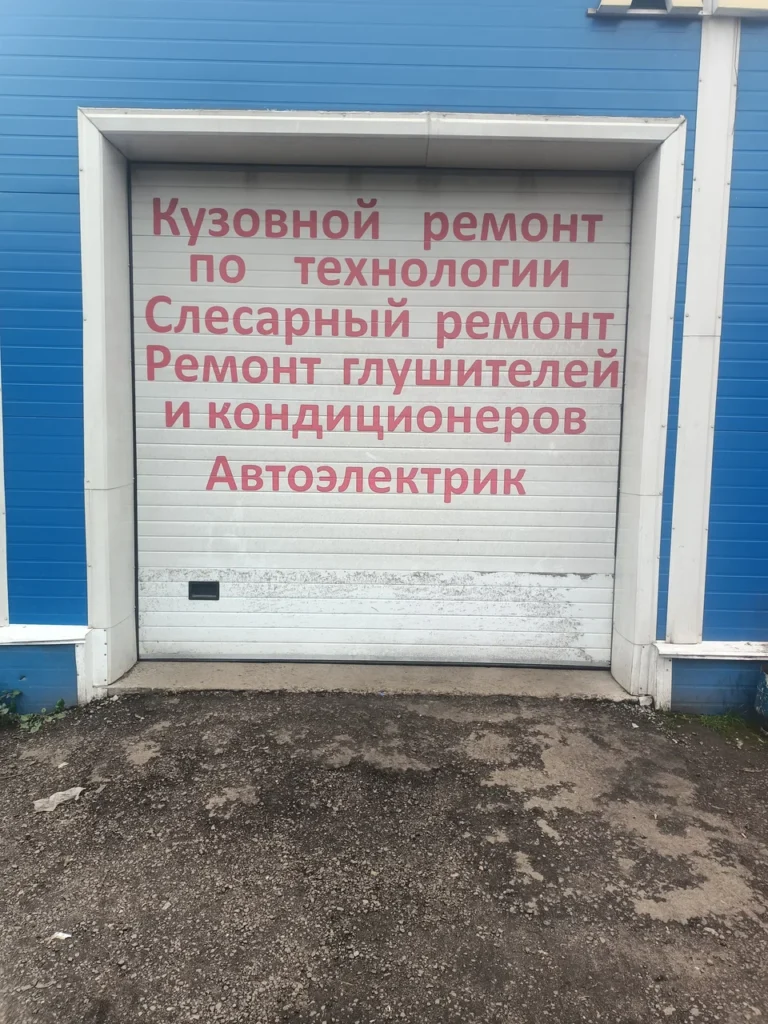 Кузовной ремонт
по технологии
Слесарный ремонт
Ремонт глушителей
и кондиционеров
Автоэлектрик